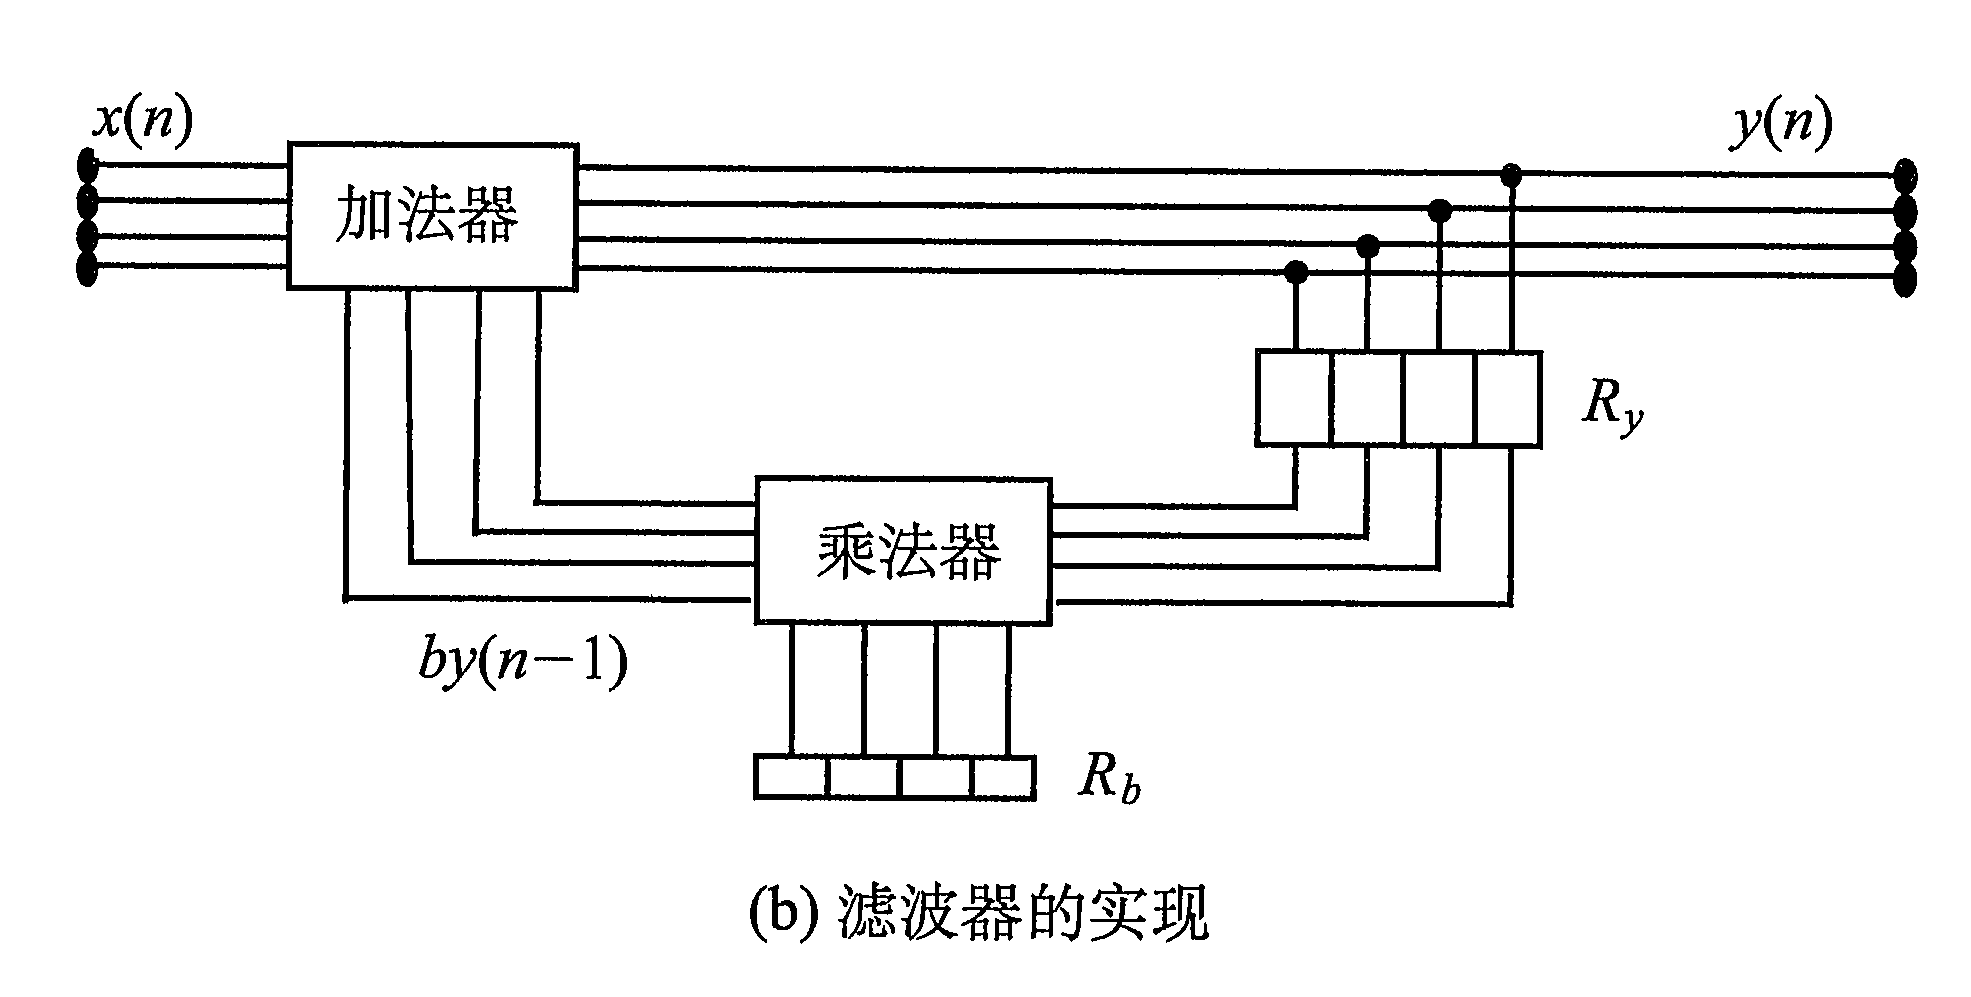 x(n)
y(n)
加法器
R_y
乘法器
by(n−1)
R_b
(b) 滤波器的实现